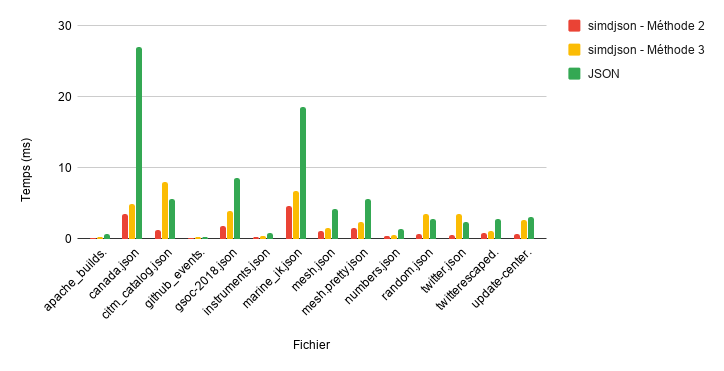 30
20
10
0
Temps (ms)
simdjson - Méthode 2
simdjson - Méthode 3
JSON
apache_builds.
canada.json
citm_catalog.json
github_events.
gsoc-2018.json
instruments.json
marine_ik.json
mesh.json
mesh.pretty.json
numbers.json
random.json
twitter.json
twitterescaped.
update-center.
Fichier